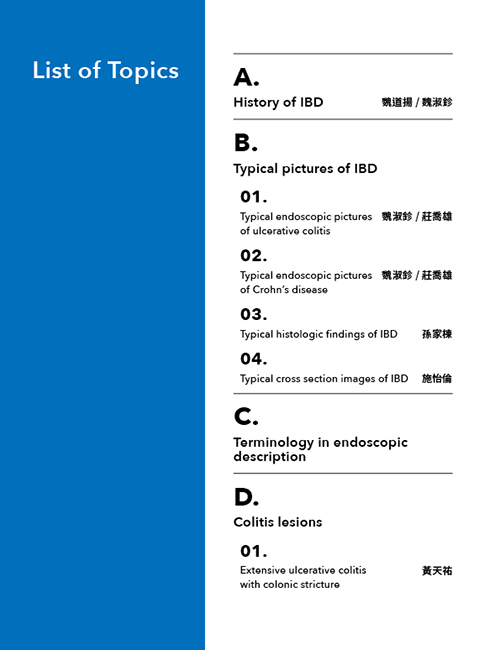 List of Topics
A.
History of IBD 魏道揚 / 魏淑鉁
B.
Typical pictures of IBD
01.
Typical endoscopic pictures 魏淑鉁 / 莊喬雄
of ulcerative colitis
02.
Typical endoscopic pictures 魏淑鉁 / 莊喬雄
of Crohn’s disease
03.
Typical histologic findings of IBD 孫家棟
04.
Typical cross section images of IBD 施怡倫
C.
Terminology in endoscopic
description
D.
Colitis lesions
01.
Extensive ulcerative colitis 黃天祐
with colonic stricture